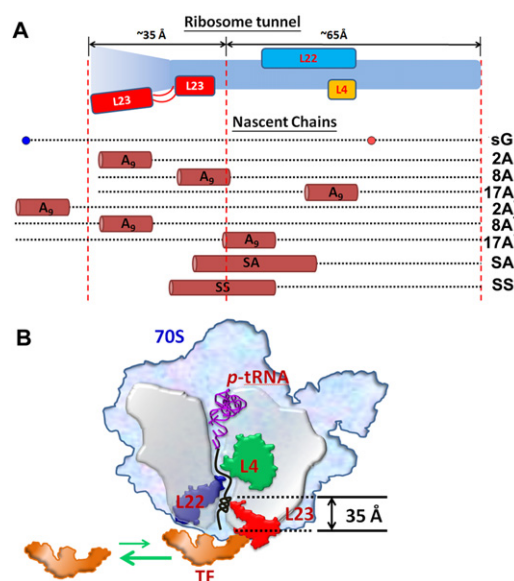 A
Ribosome tunnel
~35 Å
~65Å
L22
L23
L23
L4
Nascent Chains
sG
A9
2A
A9
8A
A9
17A
A9
2A
A9
8A
A9
17A
SA
SA
SS
SS
B
70S
p-tRNA
L4
L22
L23
35 Å
TF